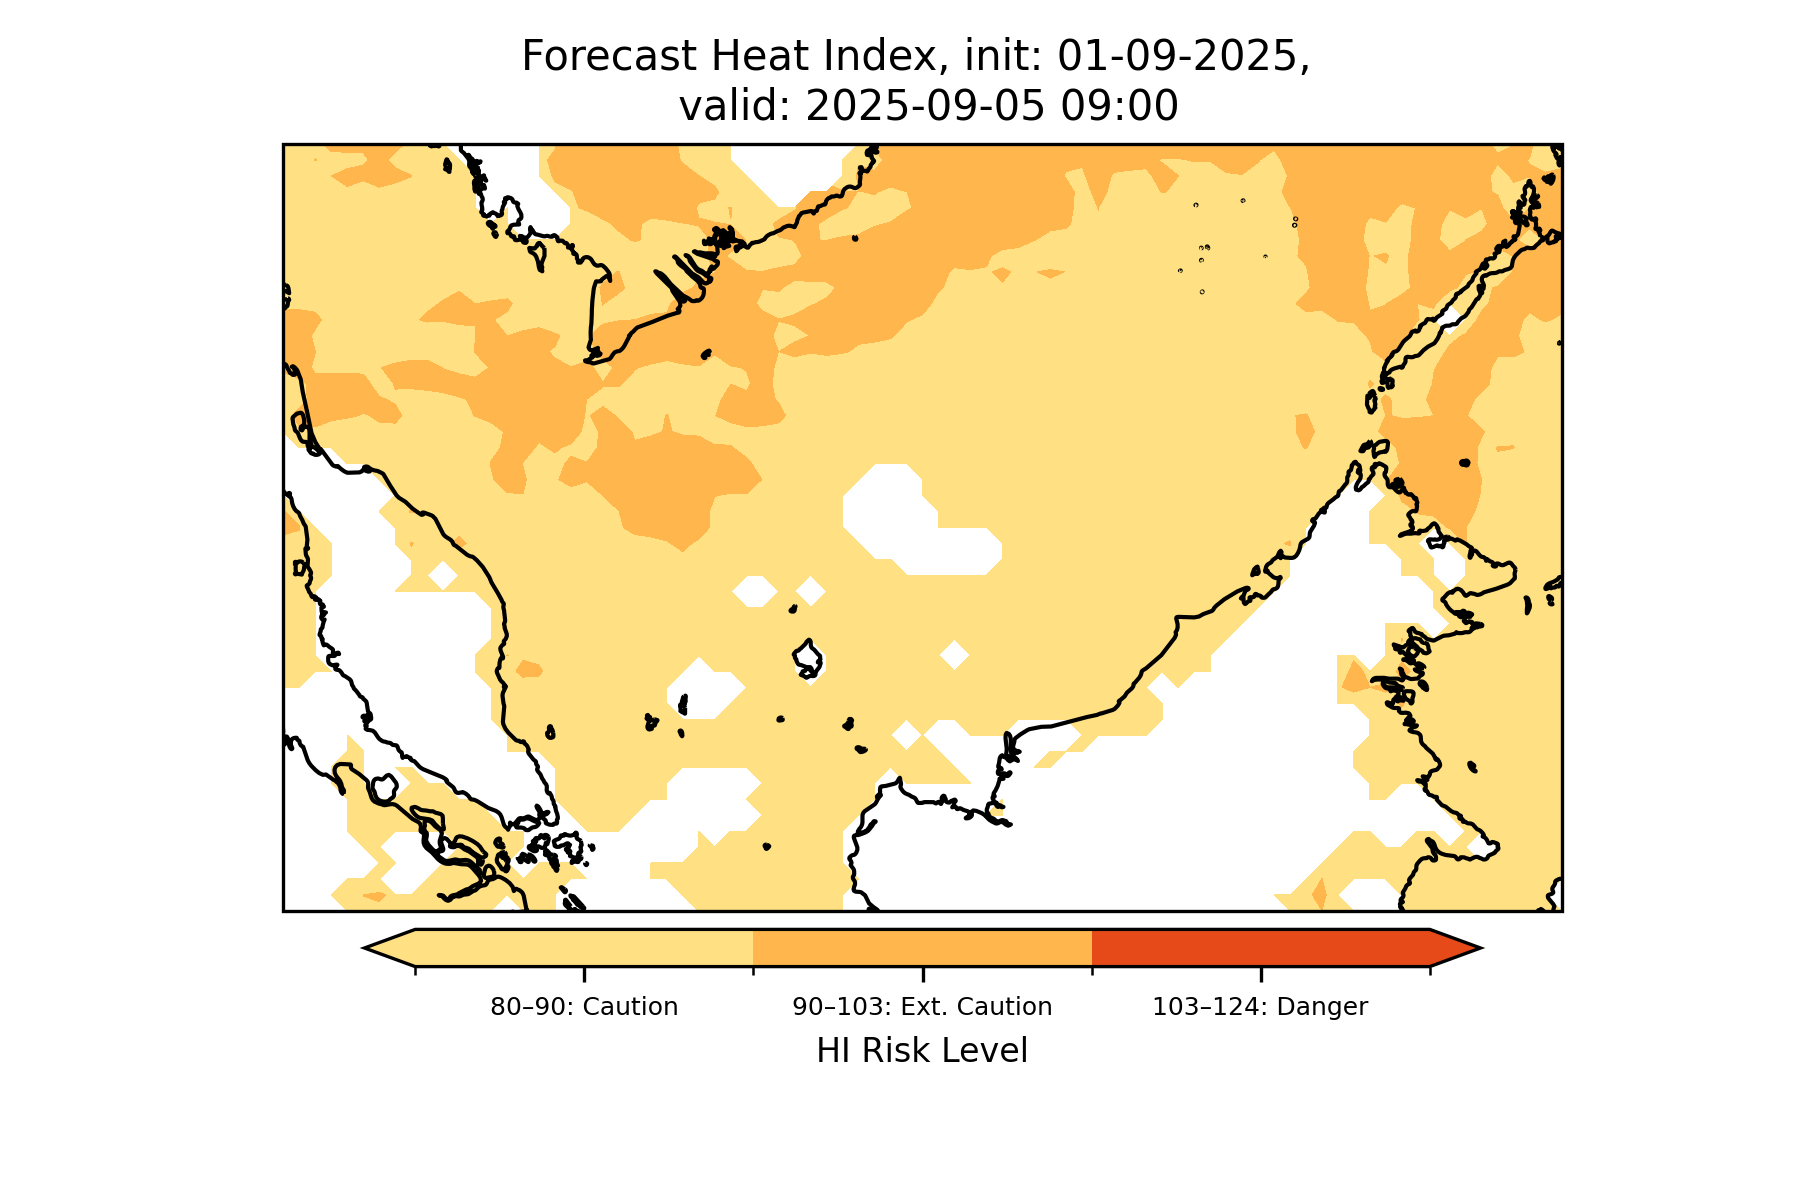 Forecast Heat Index, init: 01-09-2025,
valid: 2025-09-05 09:00
80–90: Caution
90–103: Ext. Caution
103–124: Danger
HI Risk Level